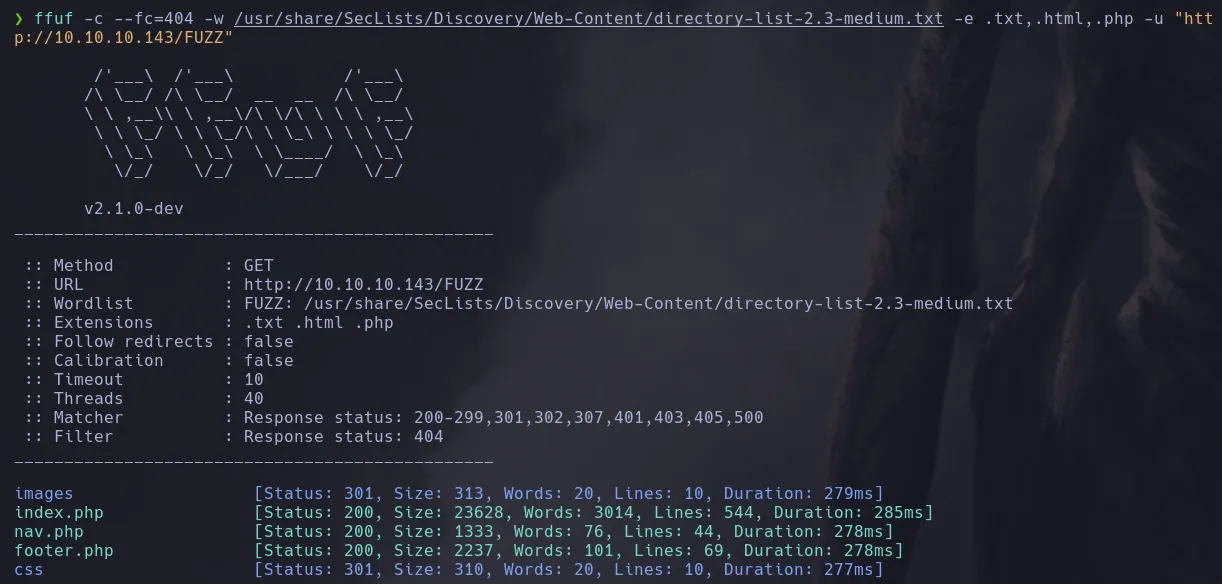 ❯ ffuf -c --fc=404 -w /usr/share/SecLists/Discovery/Web-Content/directory-list-2.3-medium.txt -e .txt,.html,.php -u "htt
p://10.10.10.143/FUZZ"

        /'___\  /'___\           /'___\
       /\ \__/ /\ \__/  __  __  /\ \__/
       \ \ ,__\\ \ ,__\/\ \/\ \ \ \ ,__\
        \ \ \_/ \ \ \_/\ \ \_\ \ \ \ \_/
         \ \_\   \ \_\  \ \____/  \ \_\
          \/_/    \/_/   \/___/    \/_/

       v2.1.0-dev
________________________________________________

 :: Method           : GET
 :: URL              : http://10.10.10.143/FUZZ
 :: Wordlist         : FUZZ: /usr/share/SecLists/Discovery/Web-Content/directory-list-2.3-medium.txt
 :: Extensions       : .txt .html .php
 :: Follow redirects : false
 :: Calibration      : false
 :: Timeout          : 10
 :: Threads          : 40
 :: Matcher          : Response status: 200-299,301,302,307,401,403,405,500
 :: Filter           : Response status: 404
________________________________________________

images                  [Status: 301, Size: 313, Words: 20, Lines: 10, Duration: 279ms]
index.php               [Status: 200, Size: 23628, Words: 3014, Lines: 544, Duration: 285ms]
nav.php                 [Status: 200, Size: 1333, Words: 76, Lines: 44, Duration: 278ms]
footer.php              [Status: 200, Size: 2237, Words: 101, Lines: 69, Duration: 278ms]
css                     [Status: 301, Size: 310, Words: 20, Lines: 10, Duration: 277ms]